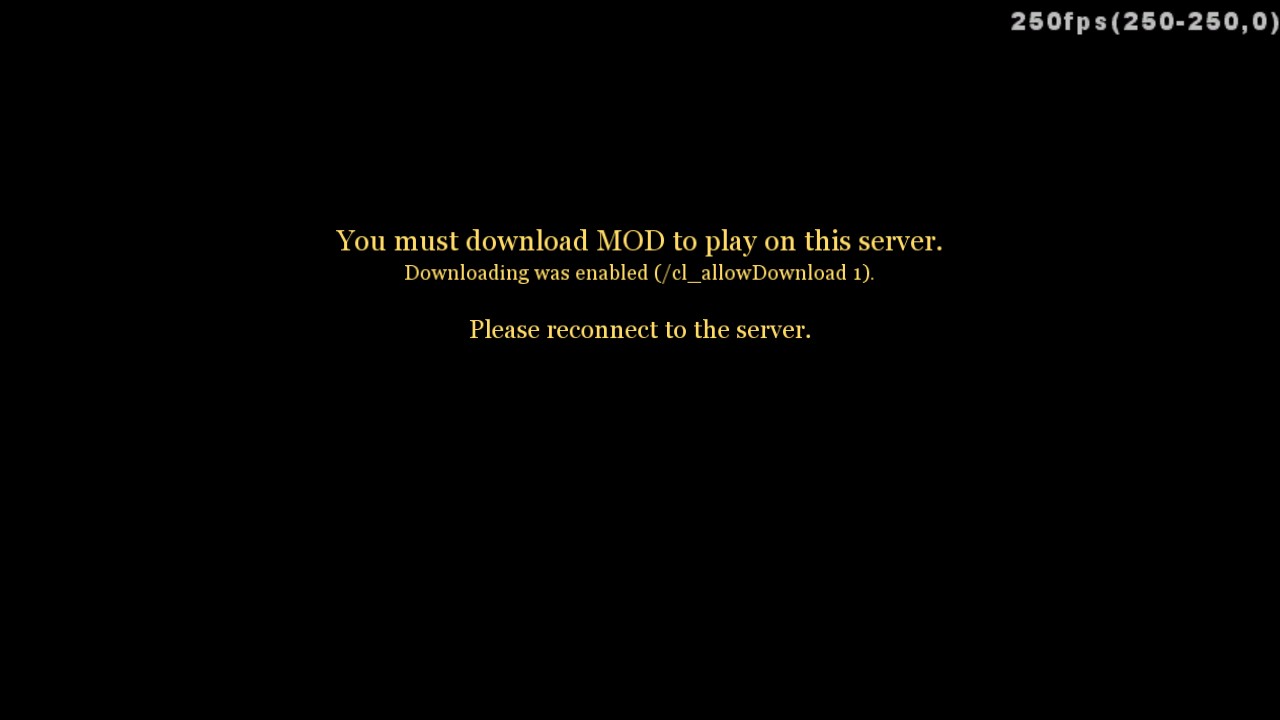 250fps(250-250,0)
You must download MOD to play on this server.
Downloading was enabled (/cl_allowDownload 1).
Please reconnect to the server.